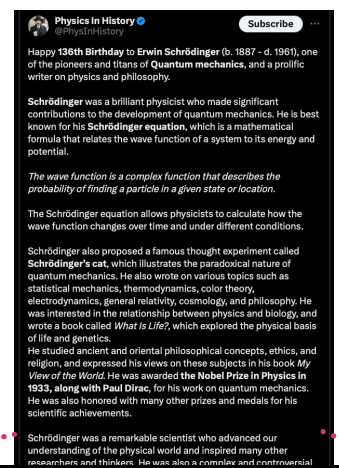 Physics In History
@PhysInHistory
Subscribe
Happy 136th Birthday to Erwin Schrödinger (b. 1887 - d. 1961), one
of the pioneers and titans of Quantum mechanics, and a prolific
writer on physics and philosophy.
Schrödinger was a brilliant physicist who made significant
contributions to the development of quantum mechanics. He is best
known for his Schrödinger equation, which is a mathematical
formula that relates the wave function of a system to its energy and
potential.
The wave function is a complex function that describes the
probability of finding a particle in a given state or location.
The Schrödinger equation allows physicists to calculate how the
wave function changes over time and under different conditions.
Schrödinger also proposed a famous thought experiment called
Schrödinger's cat, which illustrates the paradoxical nature of
quantum mechanics. He also wrote on various topics such as
statistical mechanics, thermodynamics, color theory,
electrodynamics, general relativity, cosmology, and philosophy. He
was interested in the relationship between physics and biology, and
wrote a book called What Is Life?, which explored the physical basis
of life and genetics.
He studied ancient and oriental philosophical concepts, ethics, and
religion, and expressed his views on these subjects in his book My
View of the World. He was awarded the Nobel Prize in Physics in
1933, along with Paul Dirac, for his work on quantum mechanics.
He was also honored with many other prizes and medals for his
scientific achievements.
Schrödinger was a remarkable scientist who advanced our
understanding of the physical world and inspired many other
researchers and thinkers. He was also a complex and controversial